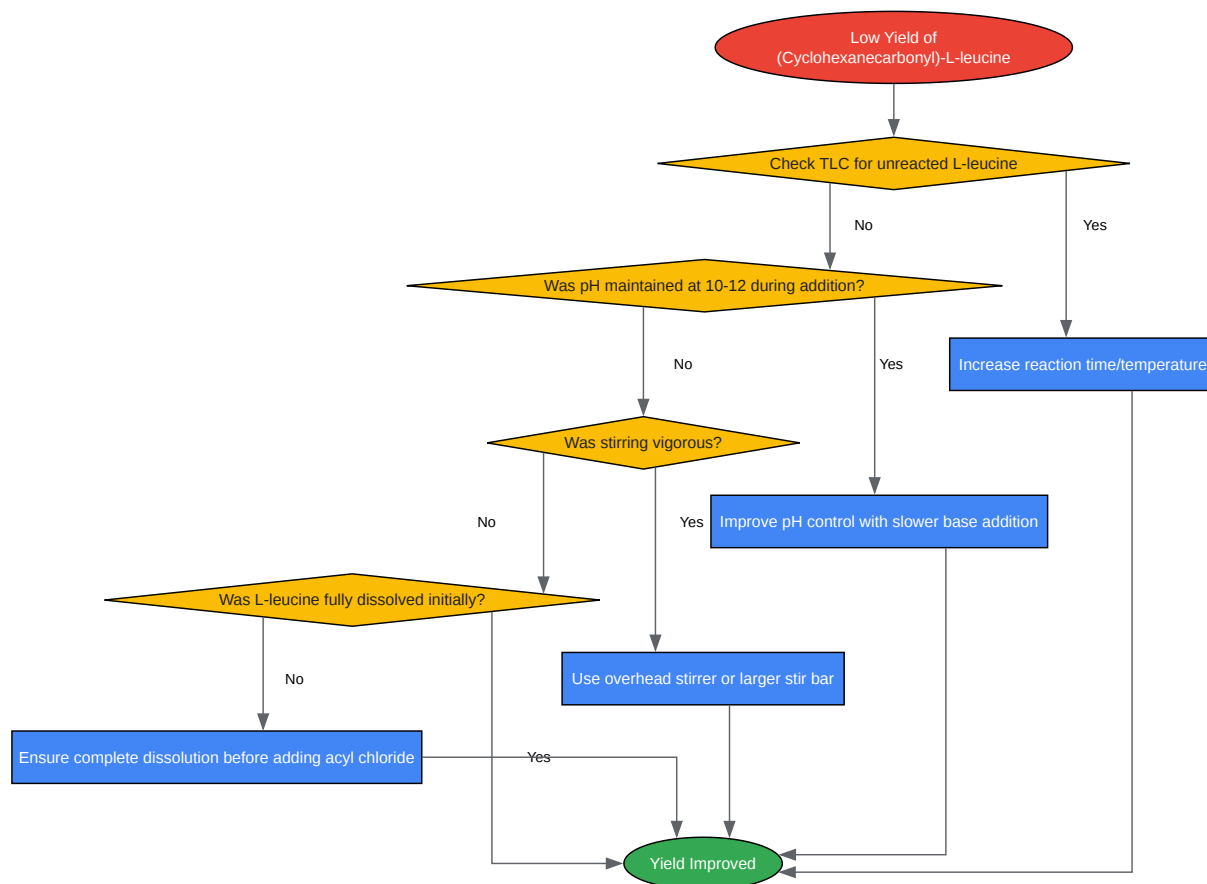 Low Yield of
(Cyclohexanecarbonyl)-L-leucine
Check TLC for unreacted L-leucine
No
Yes
Was pH maintained at 10-12 during addition?
No
Yes
Increase reaction time/temperature
Was stirring vigorous?
No
Yes
Improve pH control with slower base addition
Was L-leucine fully dissolved initially?
No
Use overhead stirrer or larger stir bar
Ensure complete dissolution before adding acyl chloride
Yes
Yield Improved